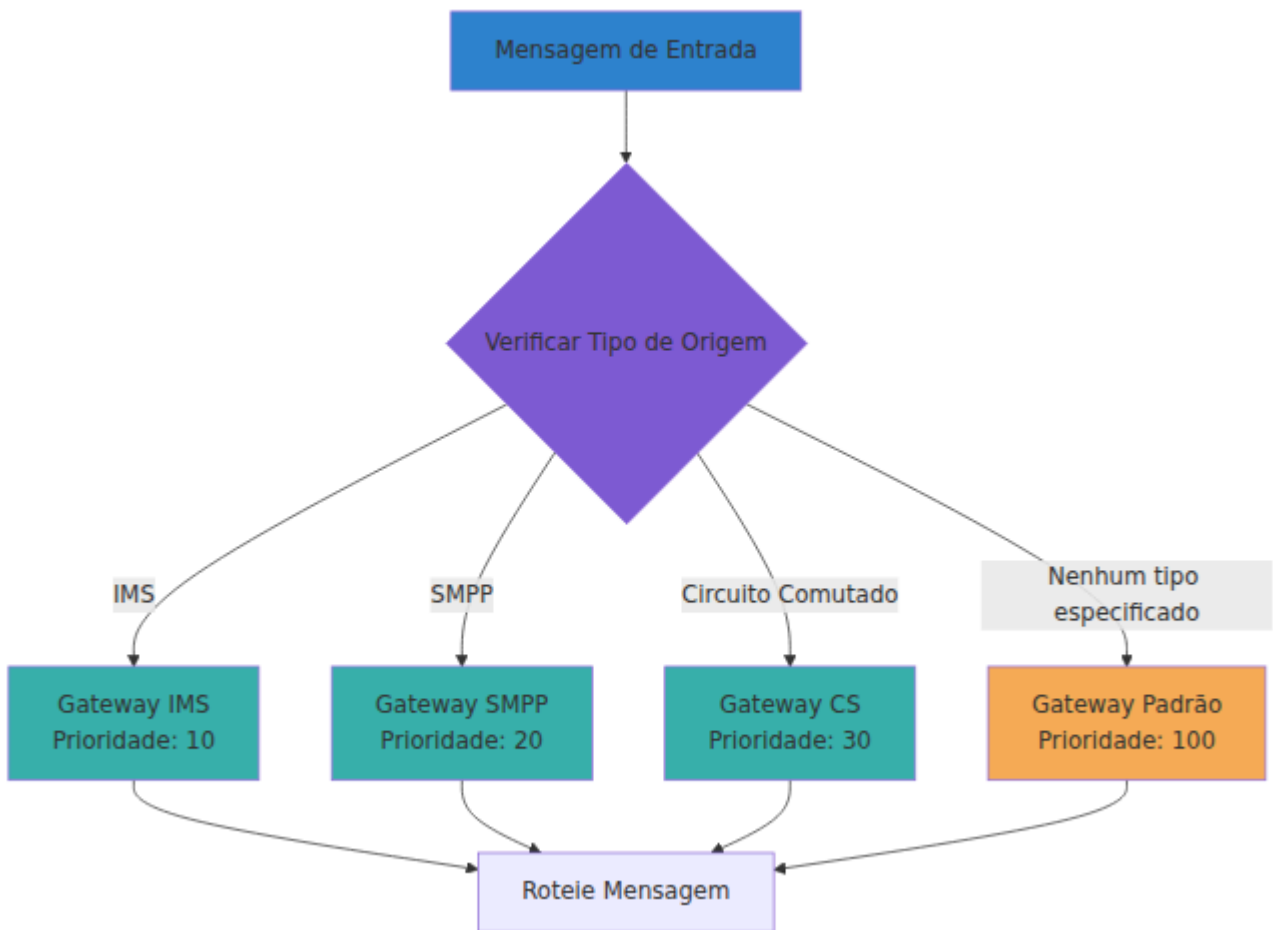 Mensagem de Entrada
Verificar Tipo de Origem
IMS
SMPP
Circuito Comutado
Nenhum tipo
especificado
Gateway IMS
Prioridade: 10
Gateway SMPP
Prioridade: 20
Gateway CS
Prioridade: 30
Gateway Padrão
Prioridade: 100
Roteie Mensagem